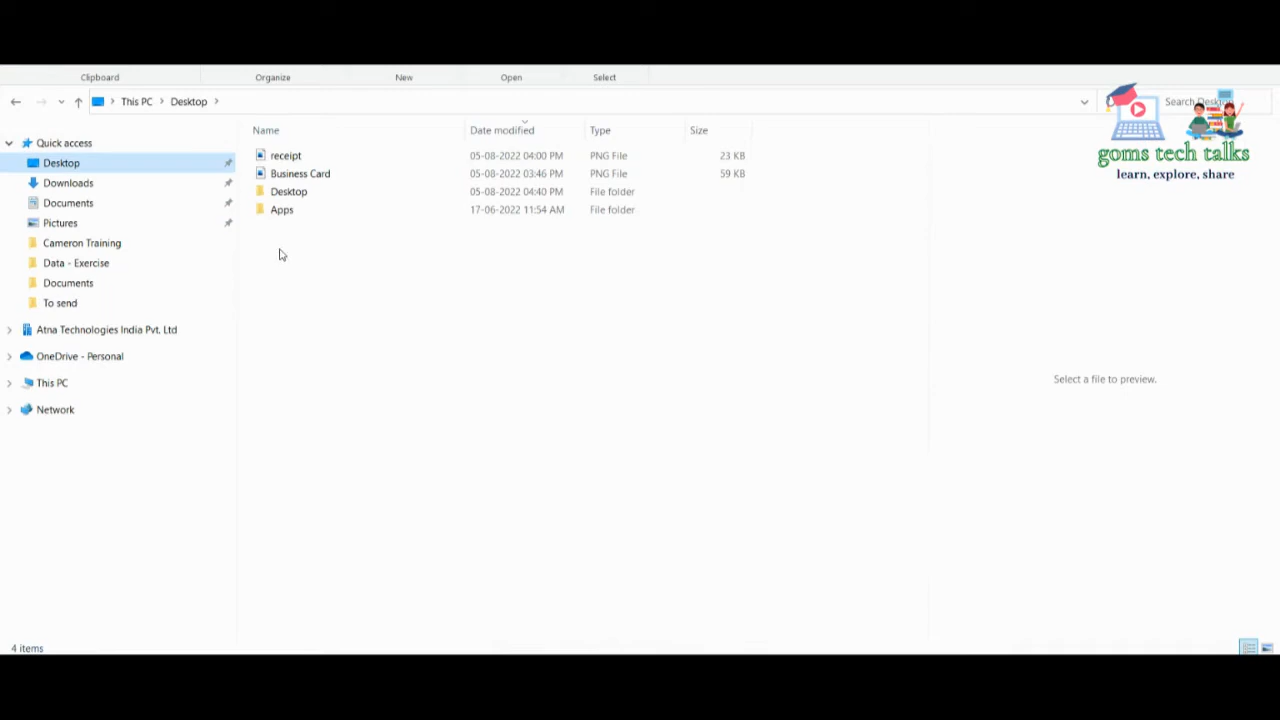 Clipboard Organize New Open Select
This PC Desktop
Search Desktop
goms tech talks
learn, explore, share
Name Date modified Type Size
receipt 05-08-2022 04:00 PM PNG File 23 KB
Business Card 05-08-2022 03:46 PM PNG File 59 KB
Desktop 05-08-2022 04:40 PM File folder
Apps 17-06-2022 11:54 AM File folder
Quick access
Desktop
Downloads
Documents
Pictures
Cameron Training
Data - Exercise
Documents
To send
Atna Technologies India Pvt. Ltd
OneDrive - Personal
This PC
Network
Select a file to preview.
4 items